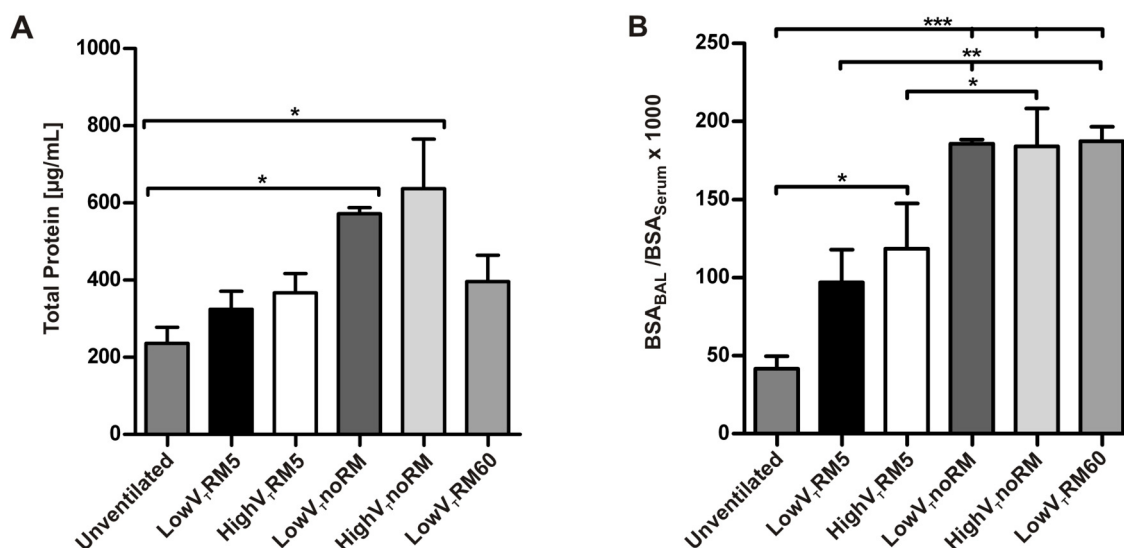 A
Total Protein [µg/mL]
1000
800
600
400
200
0
*
*
Unventilated
LowVTRM5
HighVTRM5
LowVTnoRM
HighVTnoRM
LowVTRM60
B
BSABAL /BSASerum x 1000
250
200
150
100
50
0
***
**
*
*
Unventilated
LowVTRM5
HighVTRM5
LowVTnoRM
HighVTnoRM
LowVTRM60